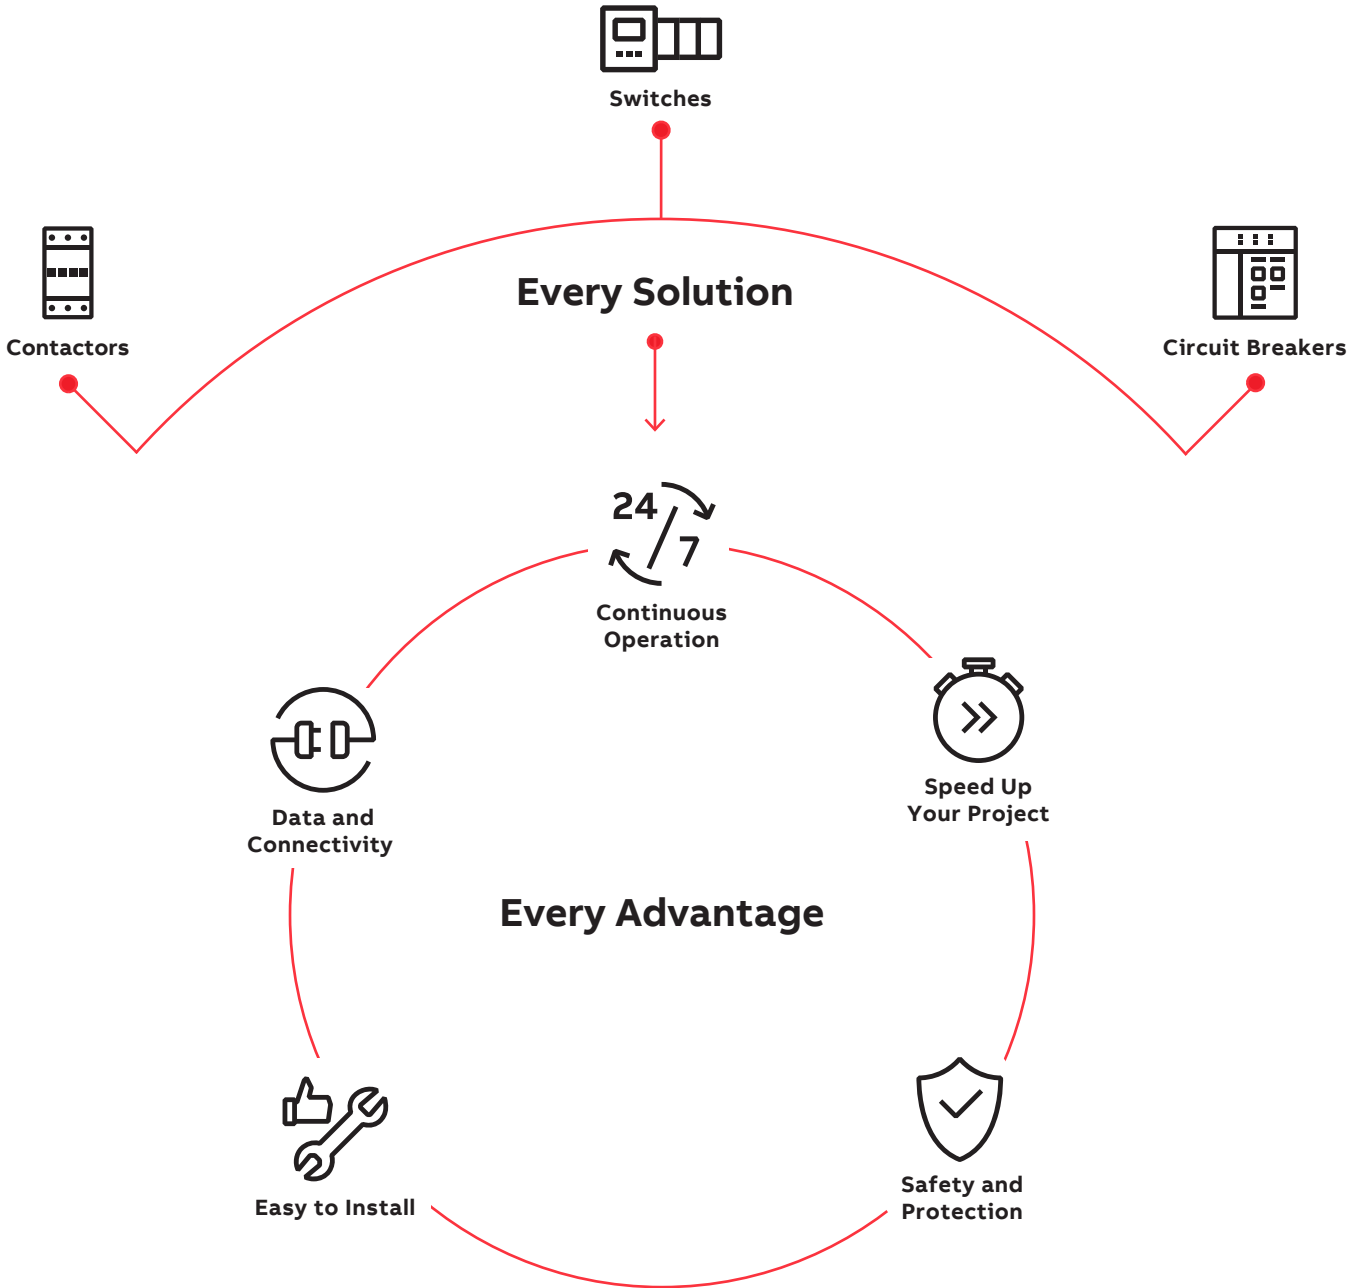 Switches
Every Solution
Contactors
Circuit Breakers
24
7
Continuous
Operation
Speed Up
Your Project
Data and
Connectivity
Every Advantage
Easy to Install
Safety and
Protection